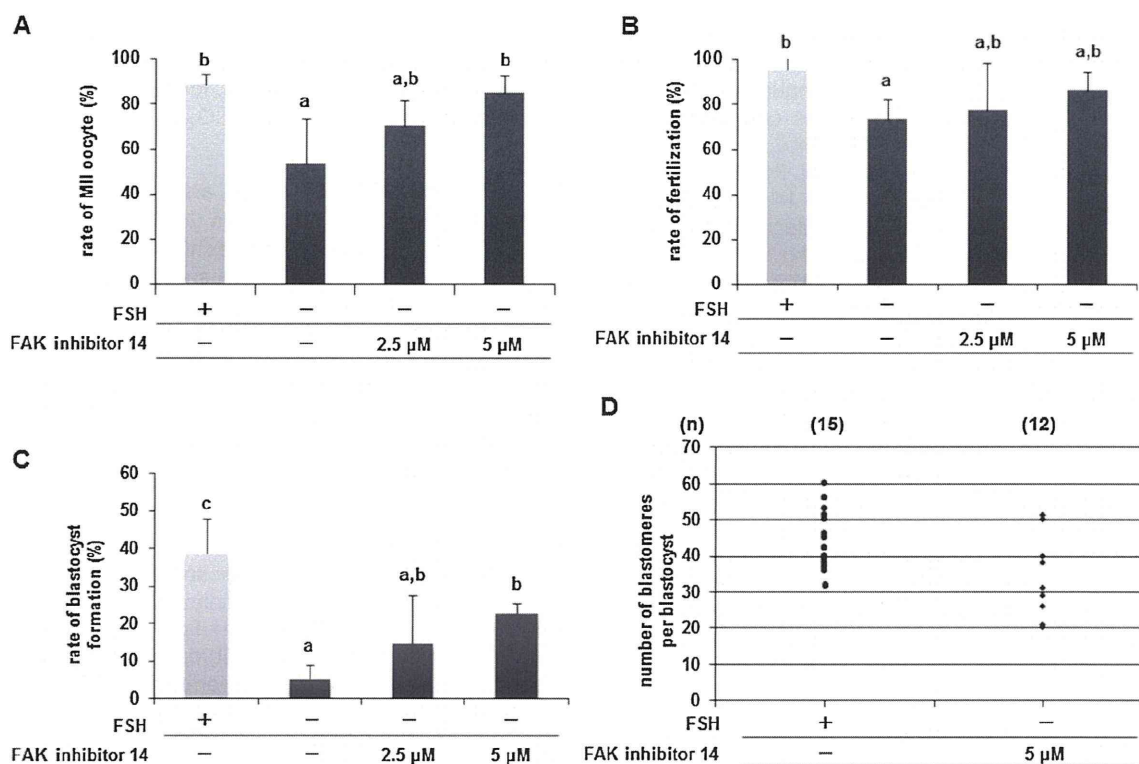 A
rate of MII oocyte (%)
100
80
60
40
20
0
b
a
a,b
b
FSH + − − −
FAK inhibitor 14 − − 2.5 µM 5 µM
B
rate of fertilization (%)
100
80
60
40
20
0
b
a
a,b
a,b
FSH + − − −
FAK inhibitor 14 − − 2.5 µM 5 µM
C
rate of blastocyst
formation (%)
60
50
40
30
20
10
0
c
a
a,b
b
FSH + − − −
FAK inhibitor 14 − − 2.5 µM 5 µM
D
(n) (15) (12)
number of blastomeres
per blastocyst
70
60
50
40
30
20
10
0
FSH + −
FAK inhibitor 14 − 5 µM